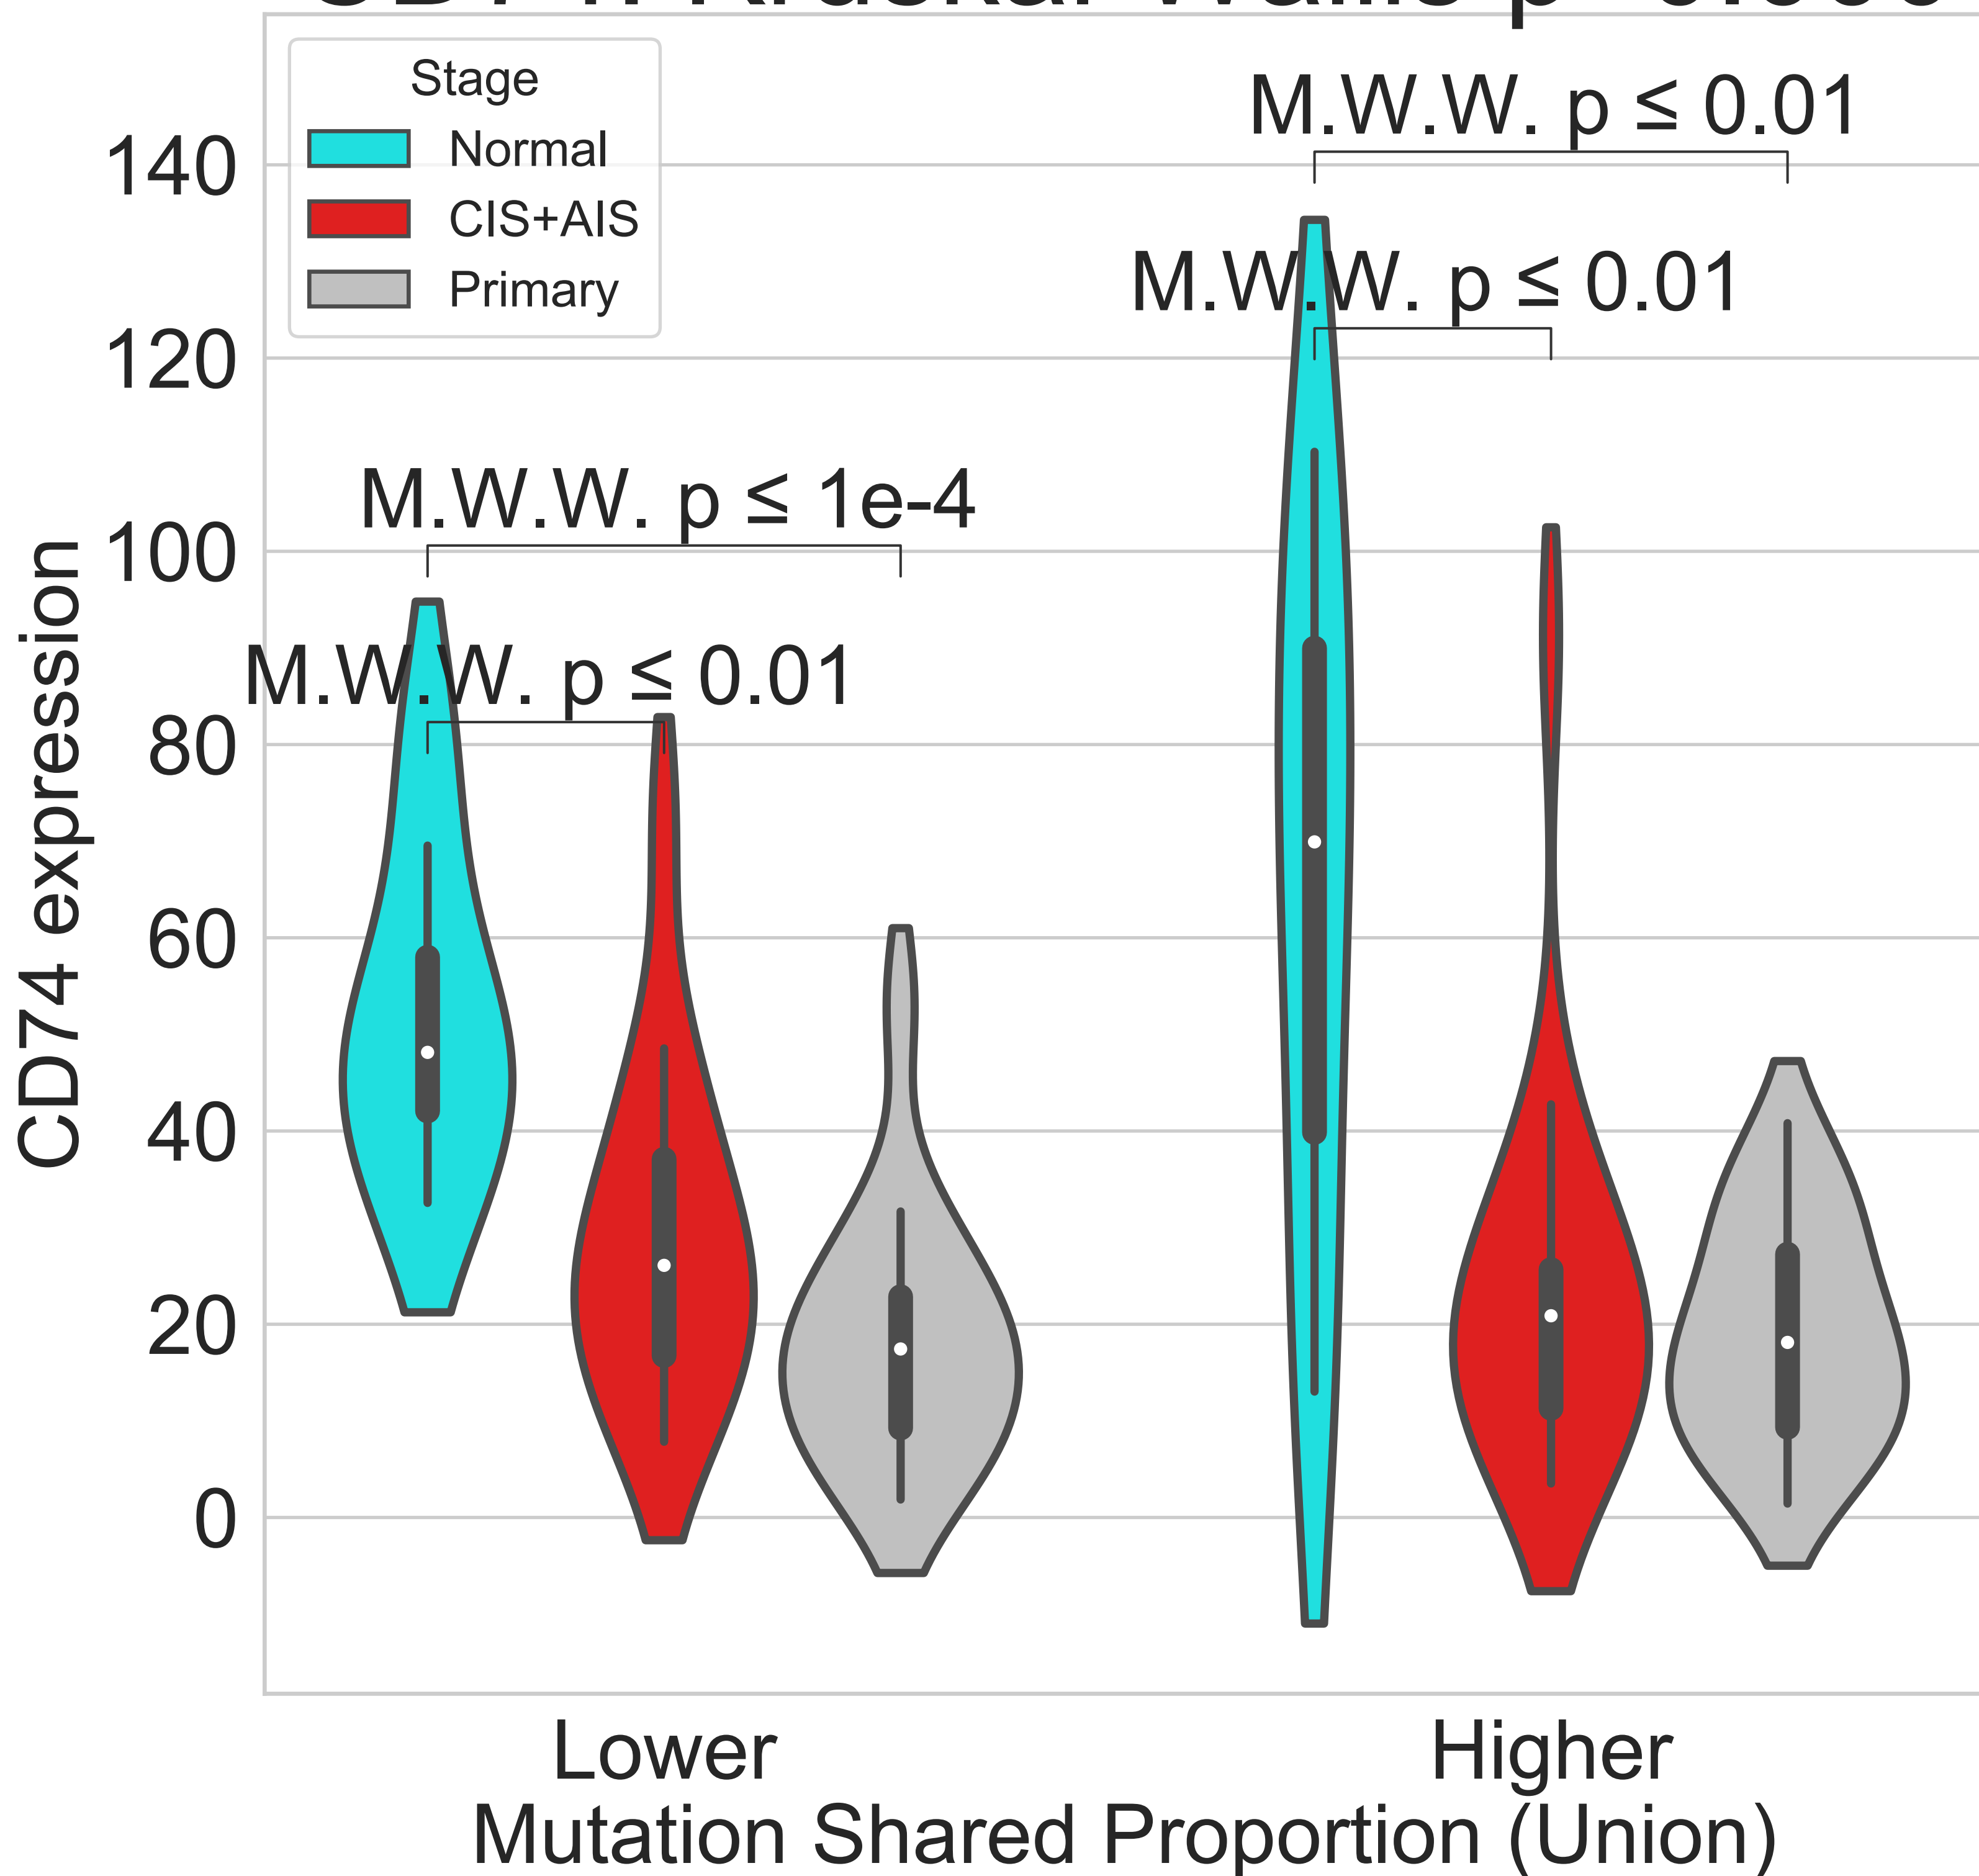 Stage
Normal
CIS+AIS
Primary
M.W.W. p ≤ 0.01
M.W.W. p ≤ 0.01
M.W.W. p ≤ 1e-4
M.W.W. p ≤ 0.01
140
120
100
80
60
40
20
0
CD74 expression
Lower
Higher
Mutation Shared Proportion (Union)